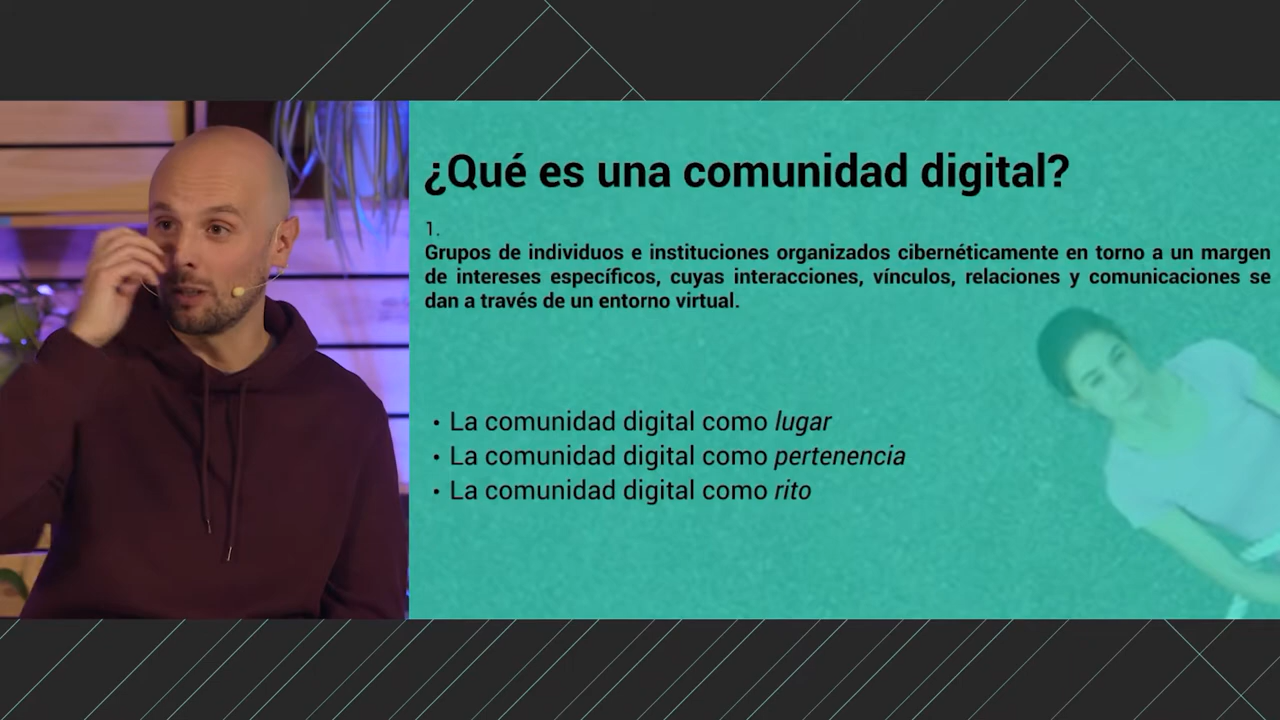 ¿Qué es una comunidad digital?
1.
Grupos de individuos e instituciones organizados cibernéticamente en torno a un margen
de intereses específicos, cuyas interacciones, vínculos, relaciones y comunicaciones se
dan a través de un entorno virtual.
• La comunidad digital como lugar
• La comunidad digital como pertenencia
• La comunidad digital como rito